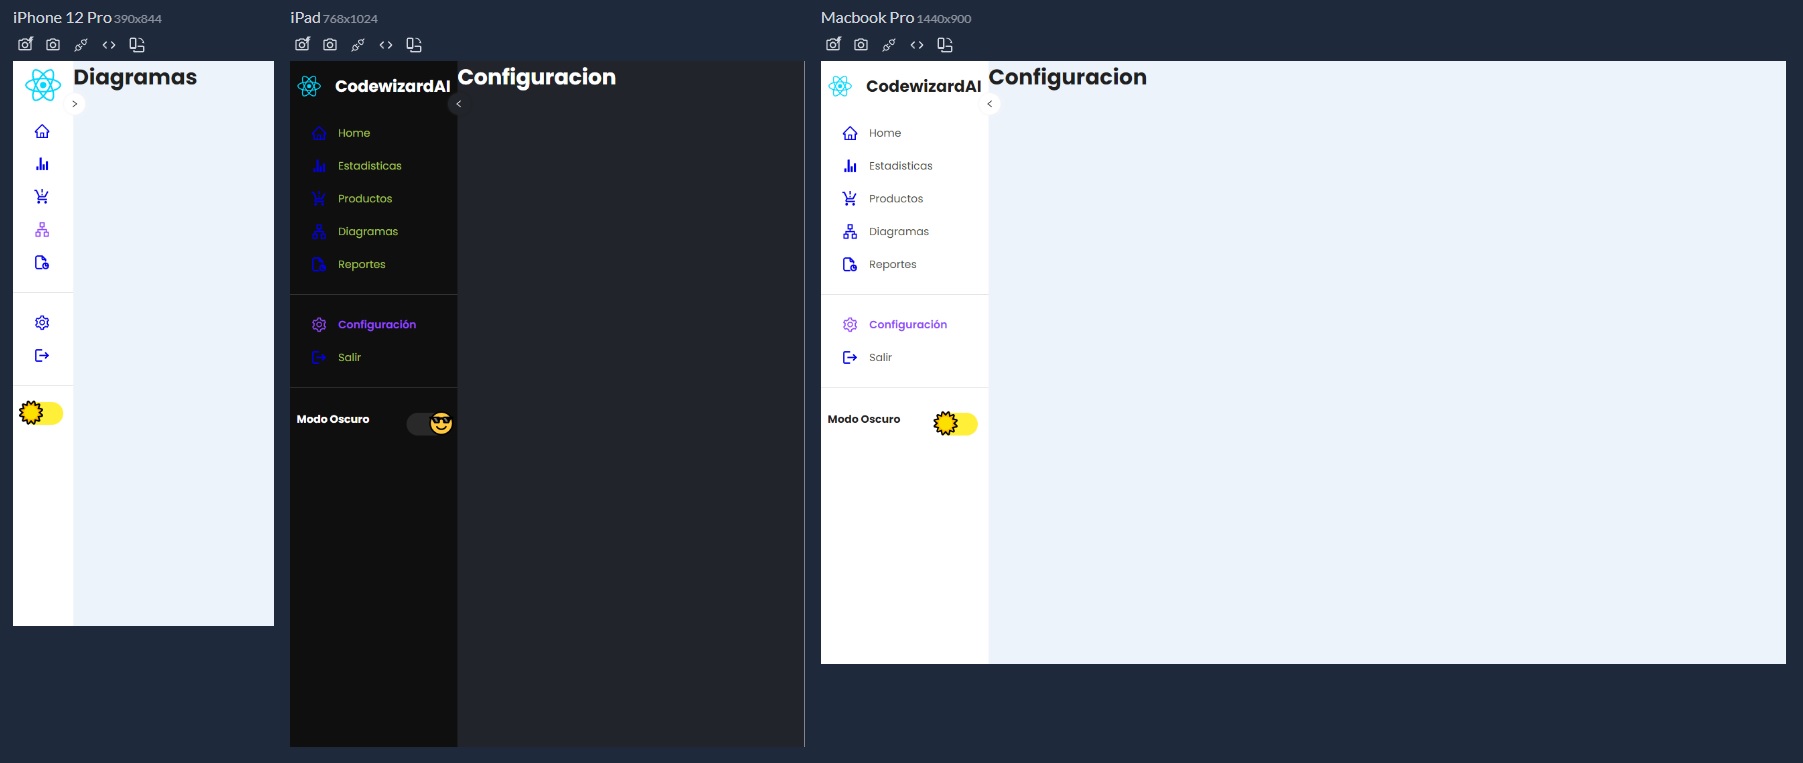 iPhone 12 Pro 390x844
Diagramas
iPad 768x1024
CodewizardAI
Configuracion
Home
Estadisticas
Productos
Diagramas
Reportes
Configuración
Salir
Modo Oscuro
Macbook Pro 1440x900
CodewizardAI
Configuracion
Home
Estadisticas
Productos
Diagramas
Reportes
Configuración
Salir
Modo Oscuro